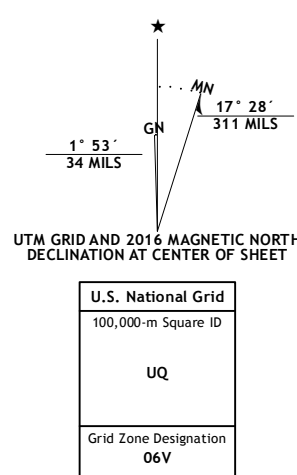 ★
MN
GN
17° 28´
311 MILS
1° 53´
34 MILS
UTM GRID AND 2016 MAGNETIC NORTH
DECLINATION AT CENTER OF SHEET
U.S. National Grid
100,000-m Square ID
UQ
Grid Zone Designation
06V